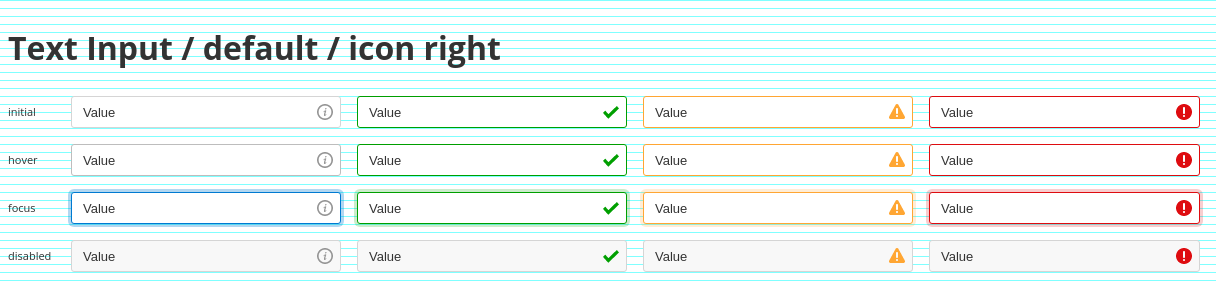 Text Input / default / icon right
initial Value Value Value Value
hover Value Value Value Value
focus Value Value Value Value
disabled Value Value Value Value